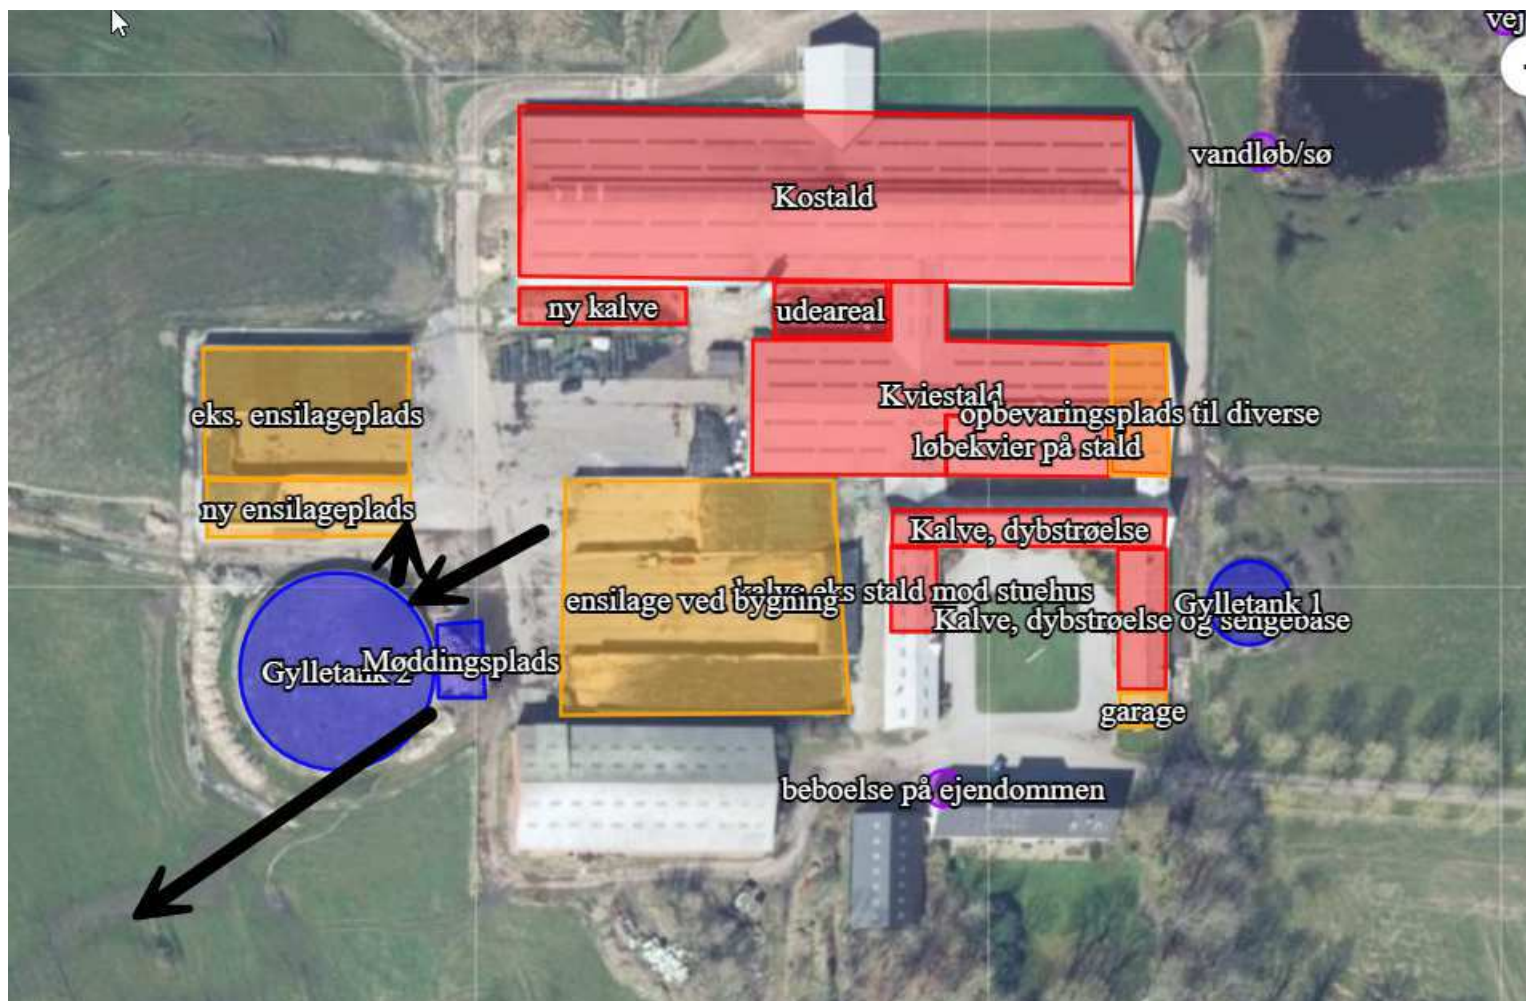 vej
vandløb/sø
Kostald
ny kalve
udeareal
Kviestald
eks. ensilageplads
opbevaringsplads til diverse
løbekvier på stald
ny ensilageplads
Kalve, dybstrøelse
kalve eks stald mod stuehus
ensilage ved bygning
Gylletank 1
Kalve, dybstrøelse og sengebåse
Møddingsplads
Gylletank 2
garage
beboelse på ejendommen